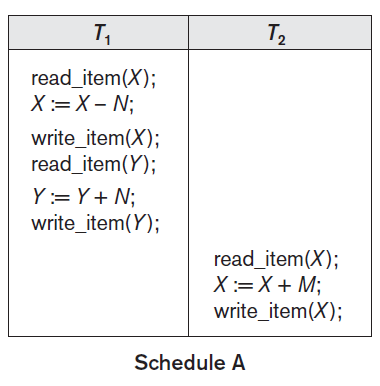 T₁ T₂
read_item(X);
X := X – N;
write_item(X);
read_item(Y);
Y := Y + N;
write_item(Y);
read_item(X);
X := X + M;
write_item(X);
Schedule A